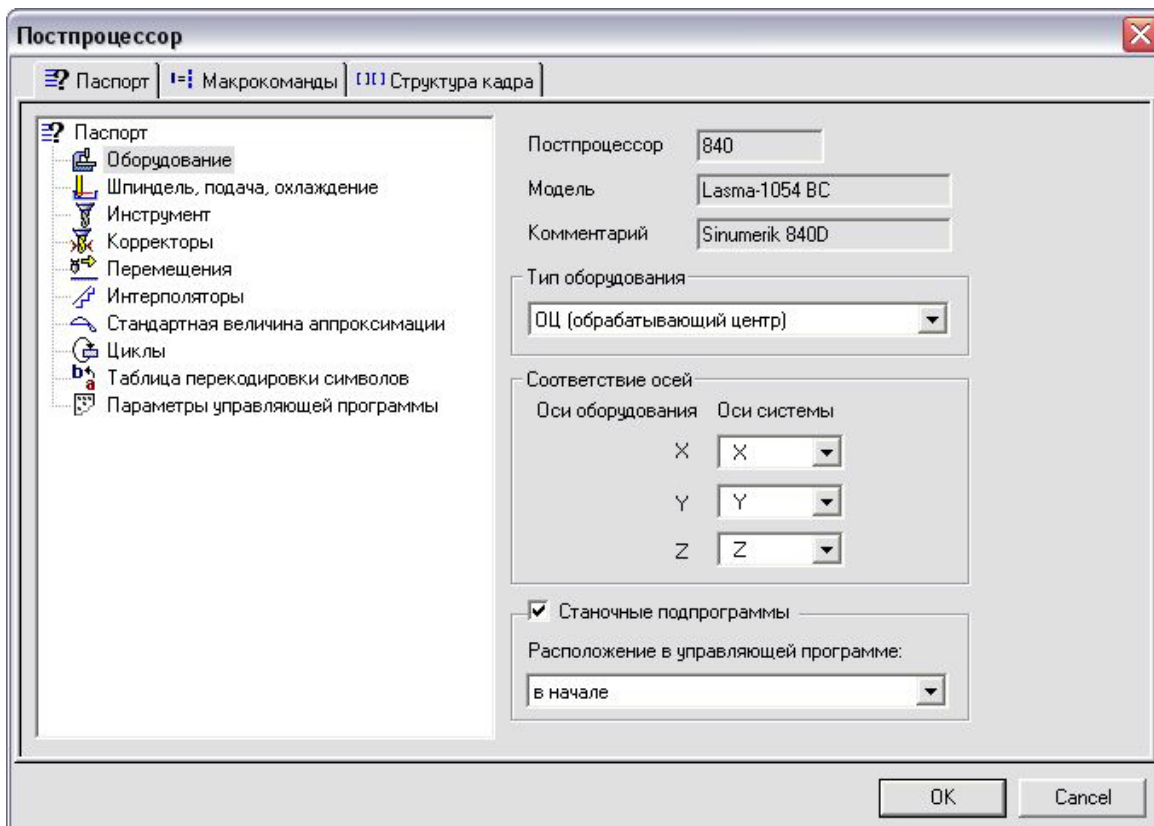 Постпроцессор
Паспорт
Макрокоманды
Структура кадра
Паспорт
Оборудование
Шпиндель, подача, охлаждение
Инструмент
Корректоры
Перемещения
Интерполяторы
Стандартная величина аппроксимации
Циклы
Таблица перекодировки символов
Параметры управляющей программы
Постпроцессор 840
Модель Lasma-1054 BC
Комментарий Sinumerik 840D
Тип оборудования
ОЦ (обрабатывающий центр)
Соответствие осей
Оси оборудования Оси системы
X X
Y Y
Z Z
Станочные подпрограммы
Расположение в управляющей программе:
в начале
OK Cancel